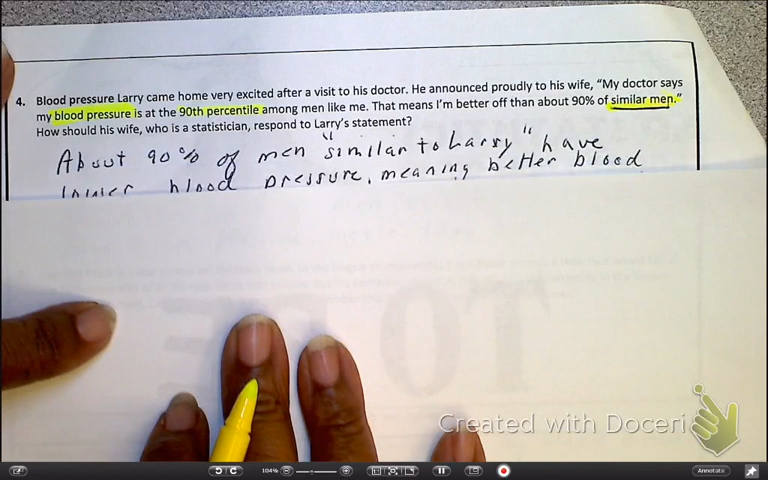 4. Blood pressure Larry came home very excited after a visit to his doctor. He announced proudly to his wife, “My doctor says
my blood pressure is at the 90th percentile among men like me. That means I’m better off than about 90% of similar men.”
How should his wife, who is a statistician, respond to Larry’s statement?
About 90% of men "similar to Larry" have
lower blood pressure, meaning better blood
TO BE
Created with Doceri
104%
Annotate